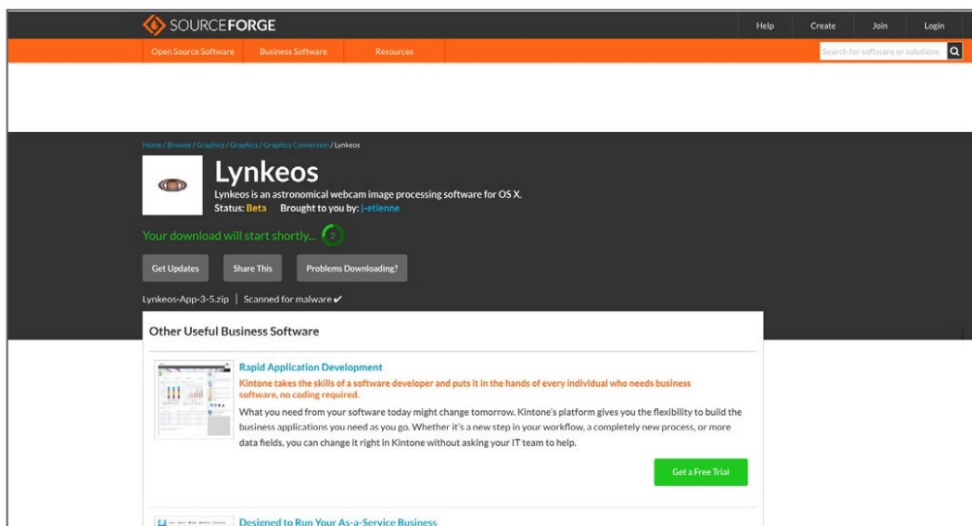 SOURCEFORGE
Help Create Join Login
Open Source Software Business Software Resources
Search for software or solutions
Home / Browse / Graphics / Graphics / Graphics Conversion / Lynkeos
Lynkeos
Lynkeos is an astronomical webcam image processing software for OS X.
Status: Beta Brought to you by: j-etienne
Your download will start shortly... 2
Get Updates Share This Problems Downloading?
Lynkeos-App-3-5.zip | Scanned for malware ✔
Other Useful Business Software
Rapid Application Development
Kintone takes the skills of a software developer and puts it in the hands of every individual who needs business
software, no coding required.
What you need from your software today might change tomorrow. Kintone's platform gives you the flexibility to build the
business applications you need as you go. Whether it's a new step in your workflow, a completely new process, or more
data fields, you can change it right in Kintone without asking your IT team to help.
Get a Free Trial
Designed to Run Your As-a-Service Business